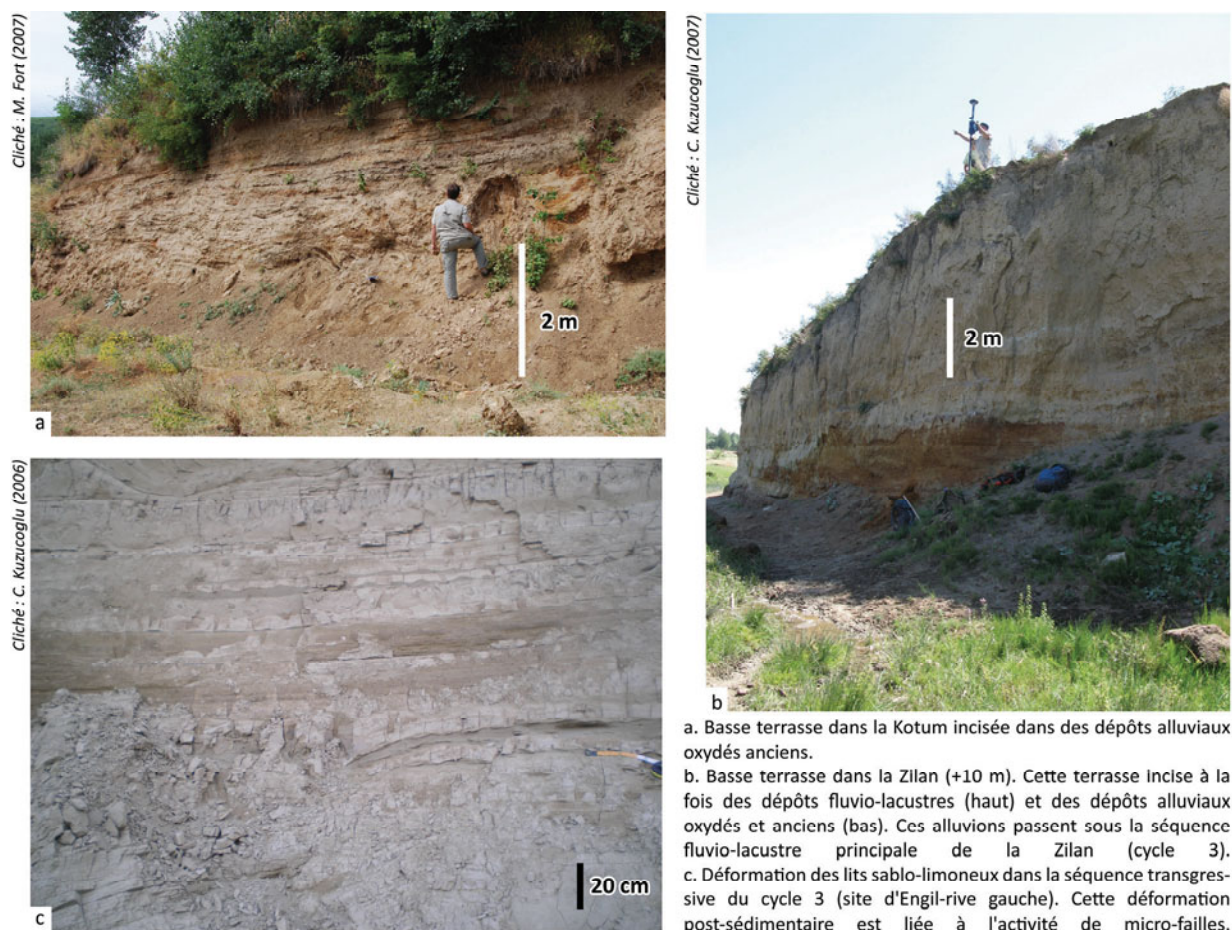 Cliché : M. Fort (2007)
2 m
a
Cliché : C. Kuzucoglu (2007)
2 m
b
Cliché : C. Kuzucoglu (2006)
20 cm
c
a. Basse terrasse dans la Kotum incisée dans des dépôts alluviaux
oxydés anciens.
b. Basse terrasse dans la Zilan (+10 m). Cette terrasse incise à la
fois des dépôts fluvio-lacustres (haut) et des dépôts alluviaux
oxydés et anciens (bas). Ces alluvions passent sous la séquence
fluvio-lacustre principale de la Zilan (cycle 3).
c. Déformation des lits sablo-limoneux dans la séquence transgres-
sive du cycle 3 (site d'Engil-rive gauche). Cette déformation
post-sédimentaire est liée à l'activité de micro-failles.